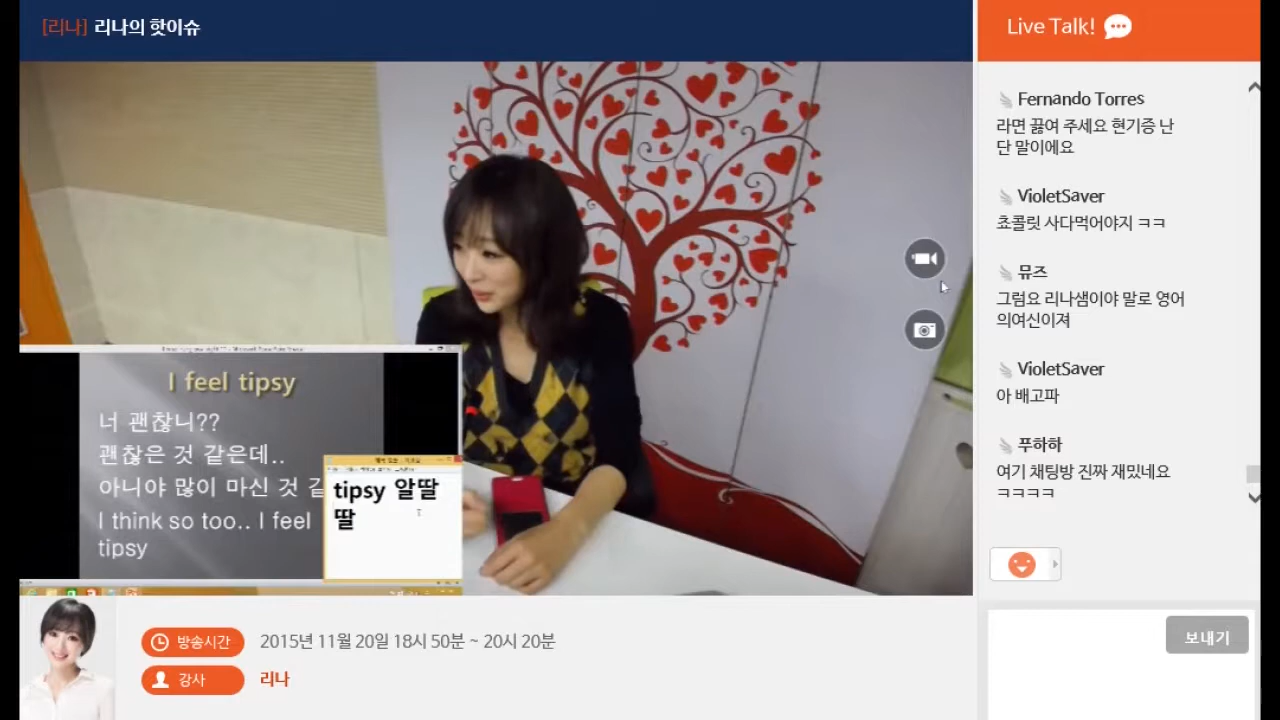 [리나] 리나의 핫이슈
Live Talk!
Fernando Torres
라면 끓여 주세요 현기증 난
단 말이에요
VioletSaver
쵸콜릿 사다먹어야지 ㅋㅋ
뮤즈
그럼요 리나샘이야 말로 영어
의여신이져
VioletSaver
아 배고파
푸하하
여기 채팅방 진짜 재밌네요
ㅋㅋㅋㅋ
보내기
I feel tipsy
너 괜찮니??
괜찮은 것 같은데..
아니야 많이 마신 것 같
I think so too.. I feel
tipsy
tipsy 알딸
딸
방송시간 2015년 11월 20일 18시 50분 ~ 20시 20분
강사 리나